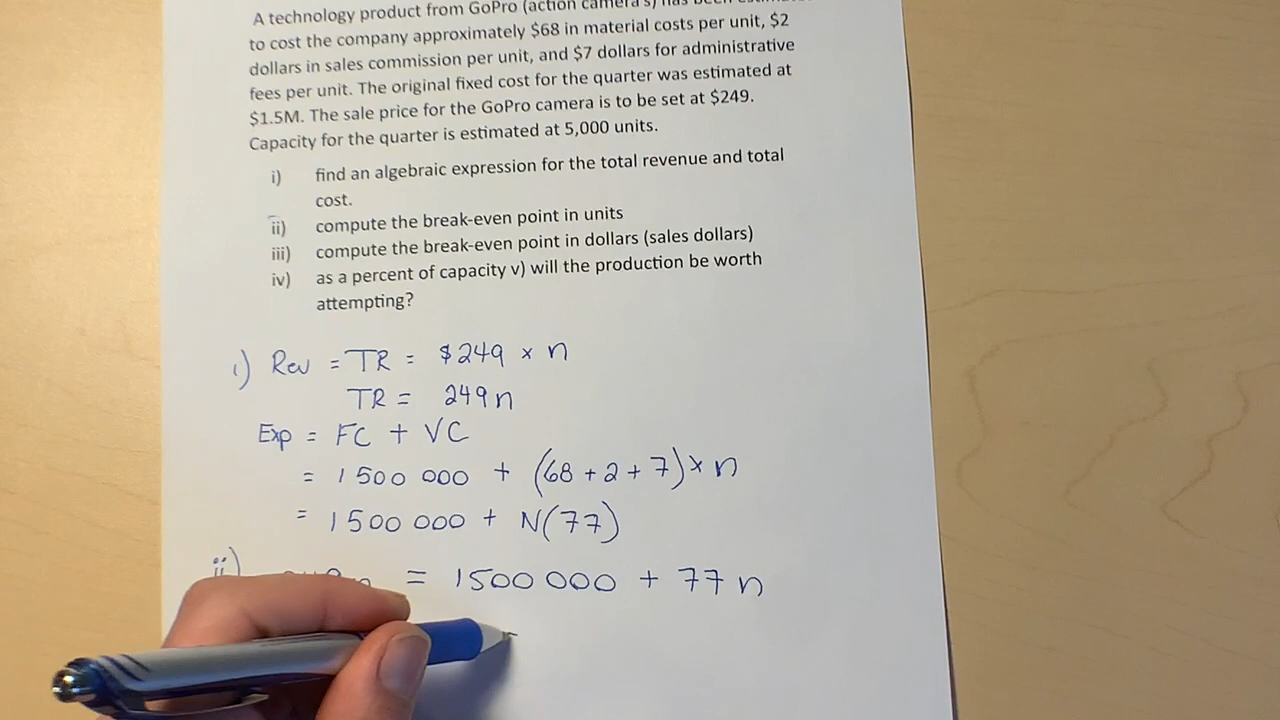 A technology product from GoPro (action camera's) has been
to cost the company approximately $68 in material costs per unit, $2
dollars in sales commission per unit, and $7 dollars for administrative
fees per unit. The original fixed cost for the quarter was estimated at
$1.5M. The sale price for the GoPro camera is to be set at $249.
Capacity for the quarter is estimated at 5,000 units.
i) find an algebraic expression for the total revenue and total
cost.
ii) compute the break-even point in units
iii) compute the break-even point in dollars (sales dollars)
iv) as a percent of capacity v) will the production be worth
attempting?
i) Rev = TR = $249 × n
TR = 249n
Exp = FC + VC
= 1 500 000 + (68 + 2 + 7) × n
= 1 500 000 + N(77)
ii) = 1500 000 + 77 n